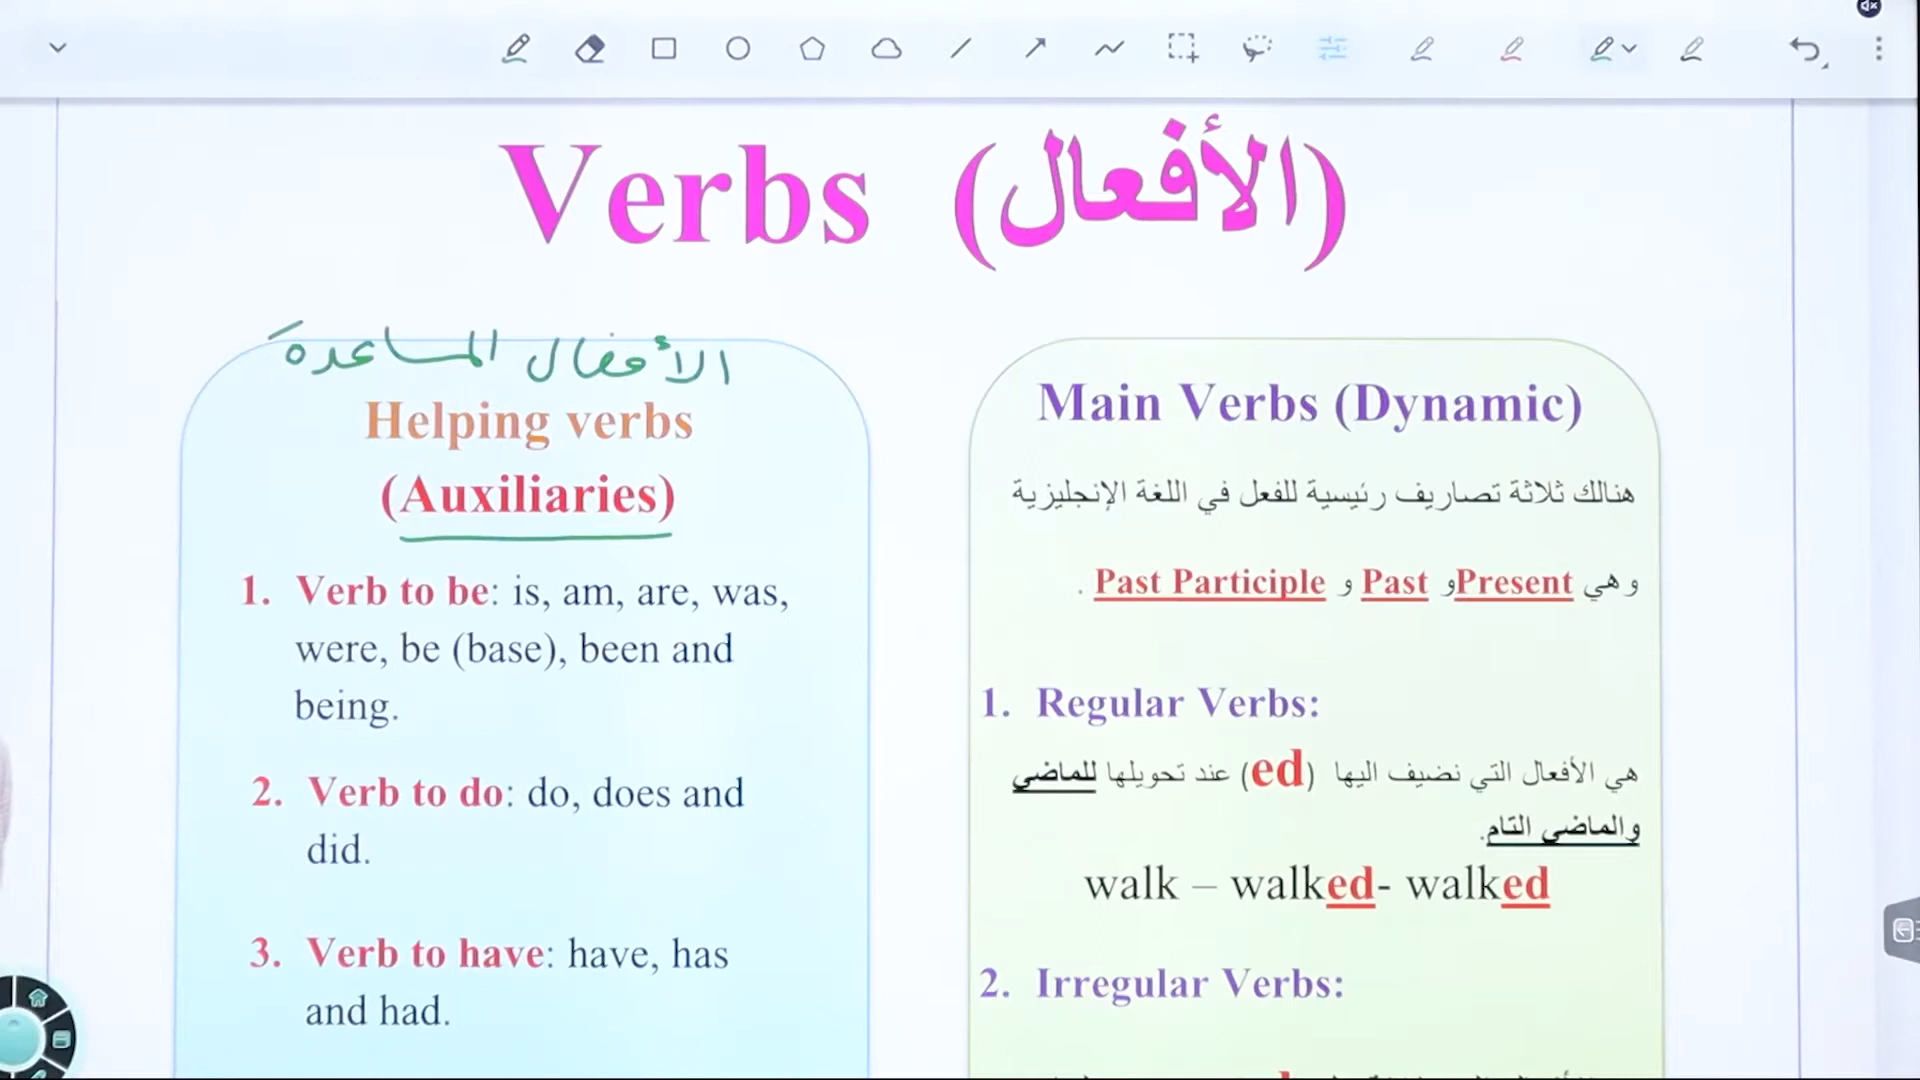 Verbs (الأفعال)
الأفعال المساعدة
Helping verbs
(Auxiliaries)
1. Verb to be: is, am, are, was,
were, be (base), been and
being.
2. Verb to do: do, does and
did.
3. Verb to have: have, has
and had.
Main Verbs (Dynamic)
هنالك ثلاثة تصاريف رئيسية للفعل في اللغة الإنجليزية
وهي Present و Past و Past Participle .
1. Regular Verbs:
هي الأفعال التي نضيف اليها (ed) عند تحويلها للماضي
والماضي التام.
walk – walked- walked
2. Irregular Verbs: